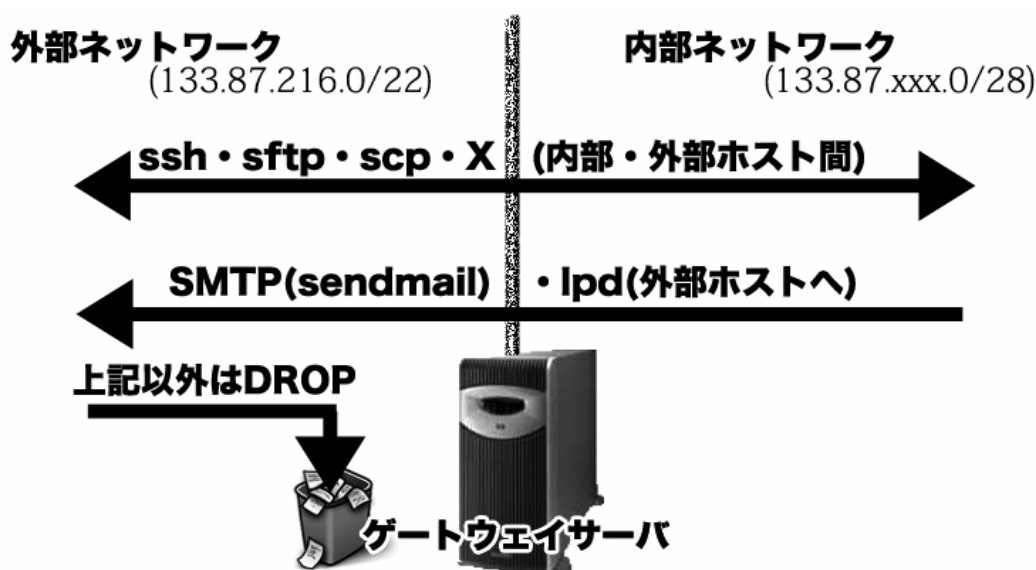 外部ネットワーク
(133.87.216.0/22)
内部ネットワーク
(133.87.xxx.0/28)
ssh・sftp・scp・X (内部・外部ホスト間)
SMTP(sendmail) ・lpd(外部ホストへ)
上記以外はDROP
ゲートウェイサーバ